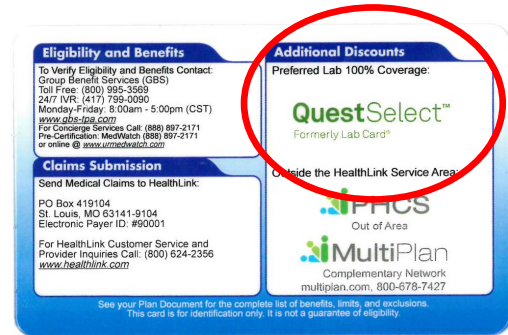 Eligibility and Benefits
To Verify Eligibility and Benefits Contact:
Group Benefit Services (GBS)
Toll Free: (800) 995-3569
24/7 IVR: (417) 799-0090
Monday-Friday: 8:00am - 5:00pm (CST)
www.gbs-tpa.com
For Concierge Services Call: (888) 897-2171
Pre-Certification: MedWatch (888) 897-2171
or online @ www.urmedwatch.com
Claims Submission
Send Medical Claims to HealthLink:
PO Box 419104
St. Louis, MO 63141-9104
Electronic Payer ID: #90001
For HealthLink Customer Service and
Provider Inquiries Call: (800) 624-2356
www.healthlink.com
Additional Discounts
Preferred Lab 100% Coverage:
QuestSelect™
Formerly Lab Card®
Outside the HealthLink Service Area:
PHCS
Out of Area
MultiPlan
Complementary Network
multiplan.com, 800-678-7427
See your Plan Document for the complete list of benefits, limits, and exclusions.
This card is for identification only. It is not a guarantee of eligibility.